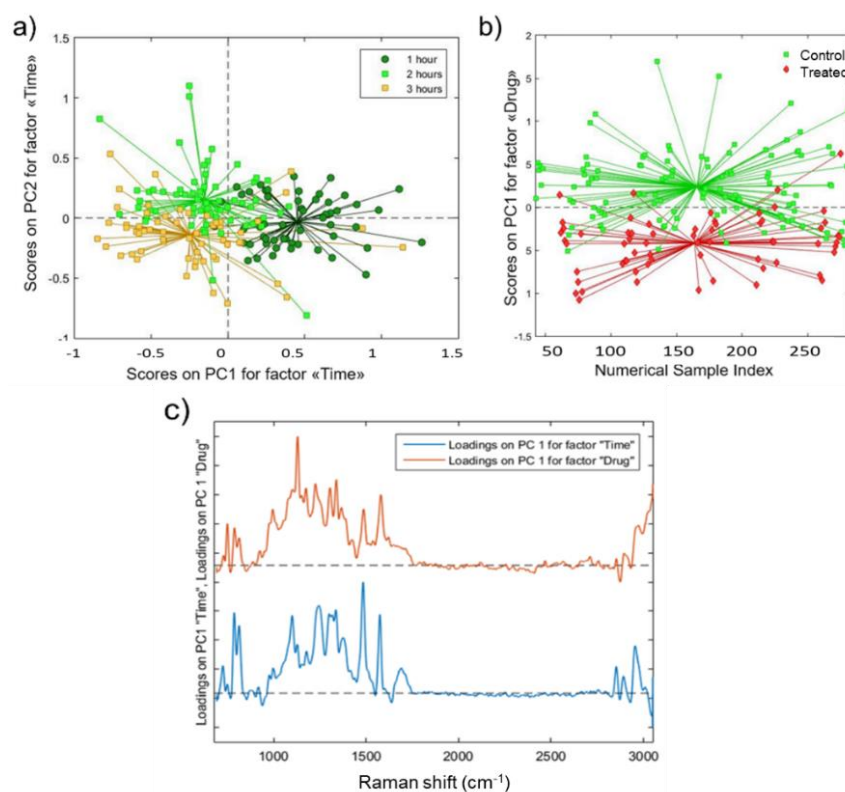 a)
1.5
1
0.5
0
-0.5
-1
-1
-0.5
0
0.5
1
1.5
Scores on PC2 for factor «Time»
Scores on PC1 for factor «Time»
1 hour
2 hours
3 hours
b)
2
5
1
5
0
5
1
-1.5
50
100
150
200
250
Scores on PC1 for factor «Drug»
Numerical Sample Index
Control
Treated
c)
Loadings on PC1 "Time", Loadings on PC 1 "Drug"
Loadings on PC 1 for factor "Time"
Loadings on PC 1 for factor "Drug"
1000
1500
2000
2500
3000
Raman shift (cm⁻¹)